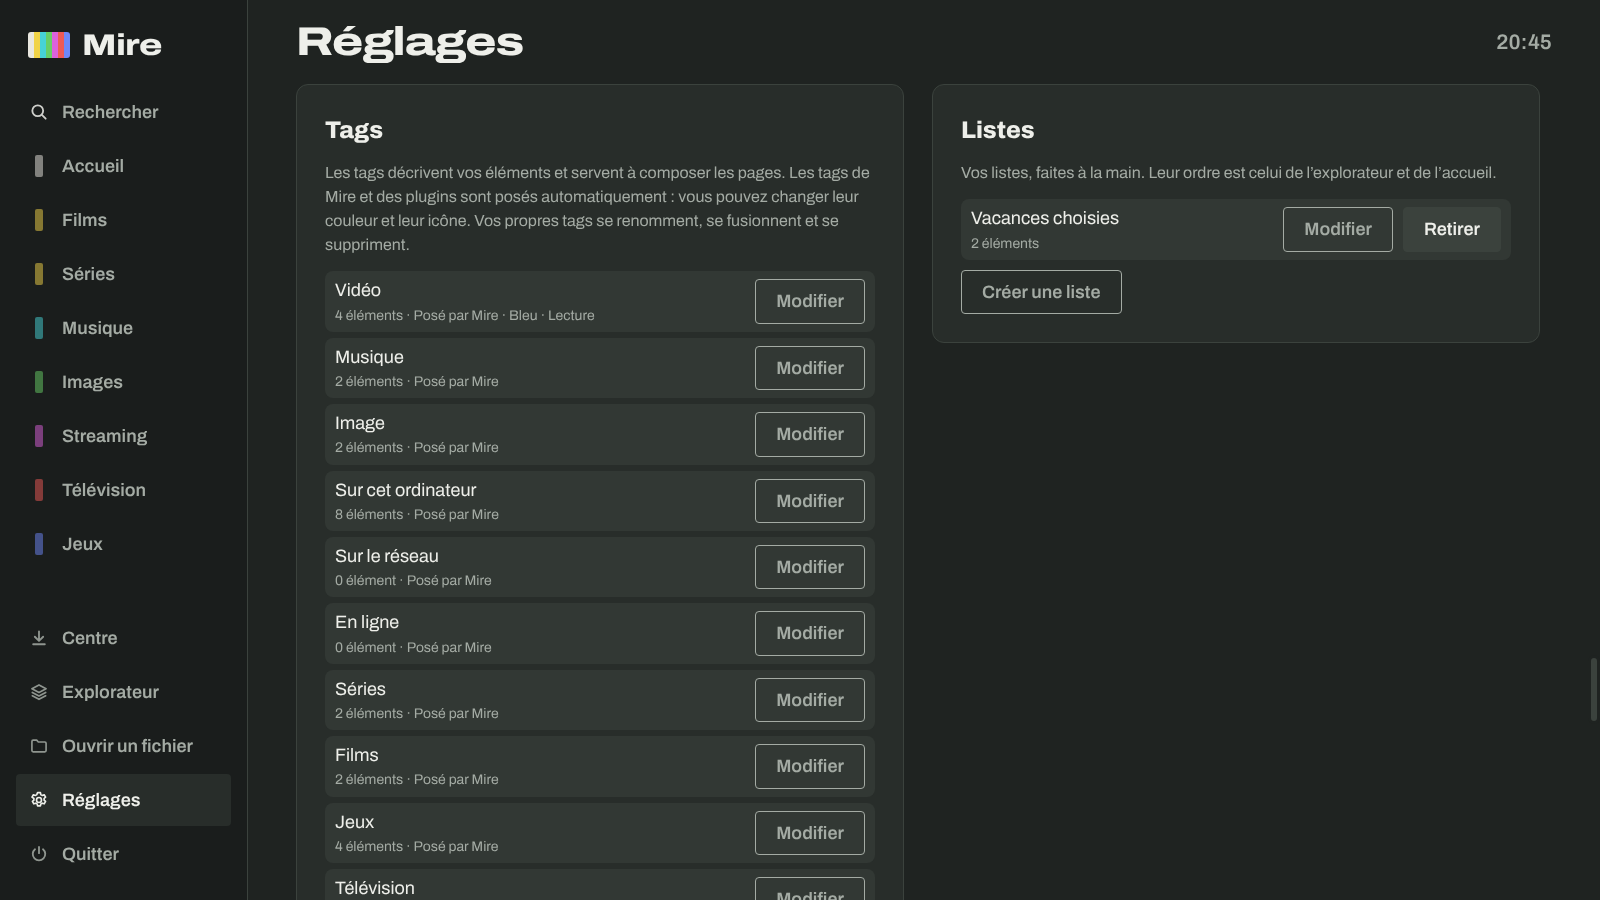 Mire
Rechercher
Accueil
Films
Séries
Musique
Images
Streaming
Télévision
Jeux
Centre
Explorateur
Ouvrir un fichier
Réglages
Quitter
Réglages
20:45
Tags
Les tags décrivent vos éléments et servent à composer les pages. Les tags de
Mire et des plugins sont posés automatiquement : vous pouvez changer leur
couleur et leur icône. Vos propres tags se renomment, se fusionnent et se
suppriment.
Vidéo
4 éléments · Posé par Mire · Bleu · Lecture
Modifier
Musique
2 éléments · Posé par Mire
Modifier
Image
2 éléments · Posé par Mire
Modifier
Sur cet ordinateur
8 éléments · Posé par Mire
Modifier
Sur le réseau
0 élément · Posé par Mire
Modifier
En ligne
0 élément · Posé par Mire
Modifier
Séries
2 éléments · Posé par Mire
Modifier
Films
2 éléments · Posé par Mire
Modifier
Jeux
4 éléments · Posé par Mire
Modifier
Télévision
Modifier
Listes
Vos listes, faites à la main. Leur ordre est celui de l’explorateur et de l’accueil.
Vacances choisies
2 éléments
Modifier
Retirer
Créer une liste